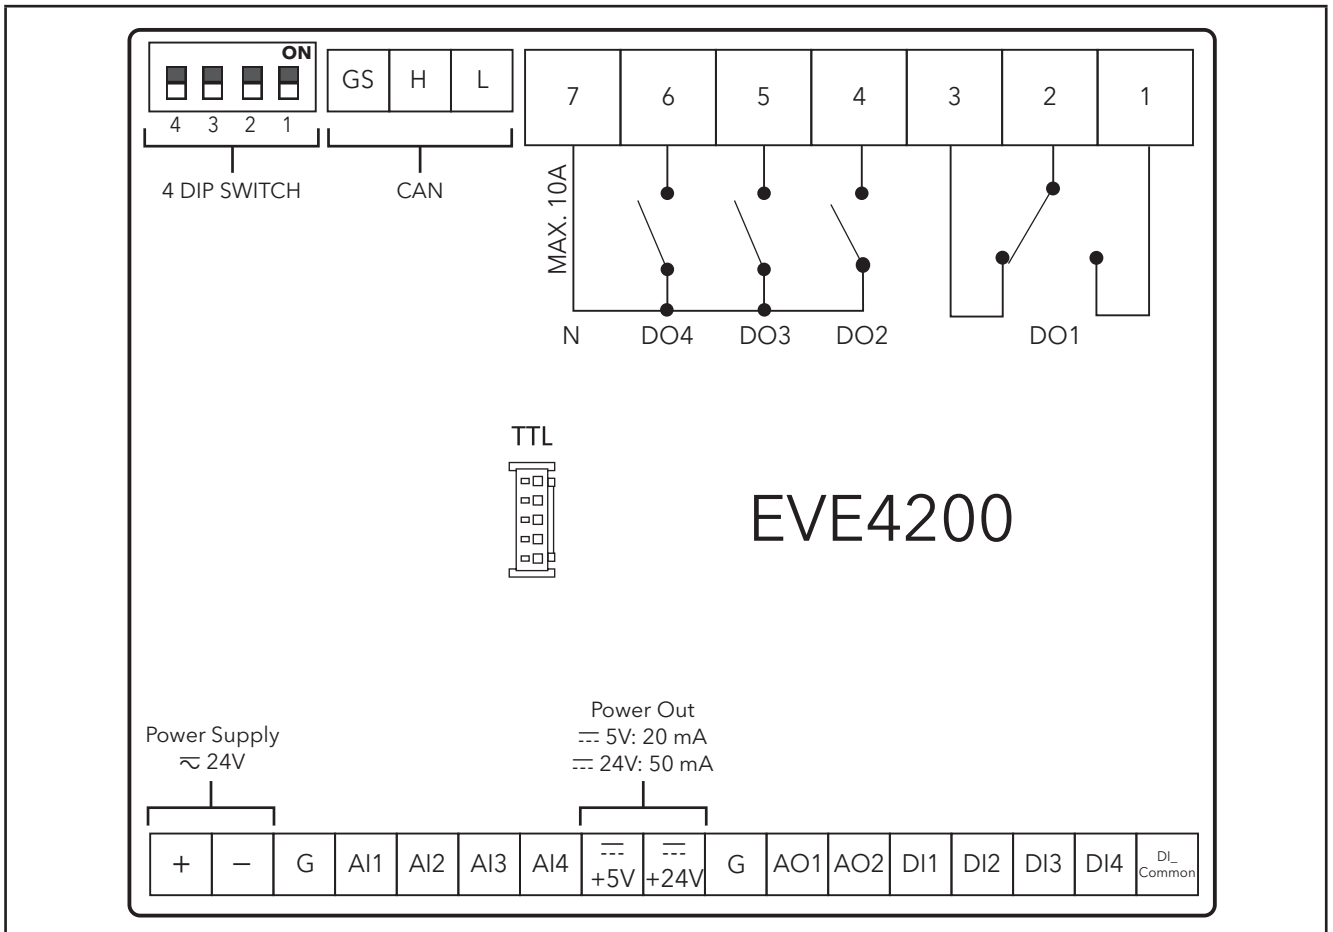 ON
4 3 2 1
4 DIP SWITCH
GS H L
CAN
7 6 5 4 3 2 1
MAX. 10A
N DO4 DO3 DO2 DO1
TTL
EVE4200
Power Supply
⏦ 24V
Power Out
⎓ 5V: 20 mA
⎓ 24V: 50 mA
+ − G AI1 AI2 AI3 AI4 ⎓ +5V ⎓ +24V G AO1 AO2 DI1 DI2 DI3 DI4 DI_
Common